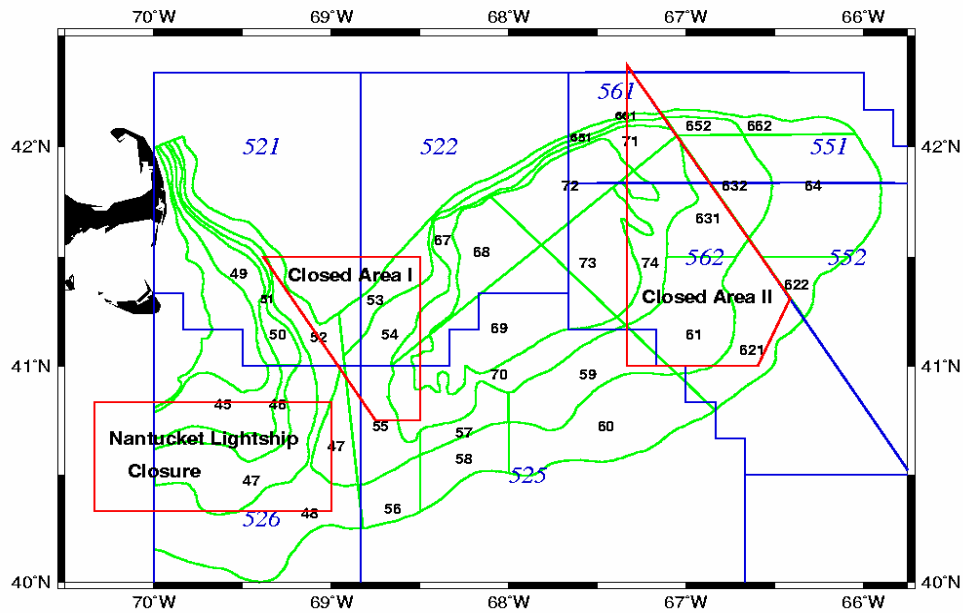 70°W 69°W 68°W 67°W 66°W
561
661
652 662
42°N 521 522 651 71 551 42°N
72 632 64
631
67
68
49 Closed Area I 73 74 562 552
51 53 Closed Area II 622
50 52 54 69 61
621
41°N 41°N
70 59
45 46
55 57 60
Nantucket Lightship 47
Closure 58
47 525
526 48 56
40°N 40°N
70°W 69°W 68°W 67°W 66°W